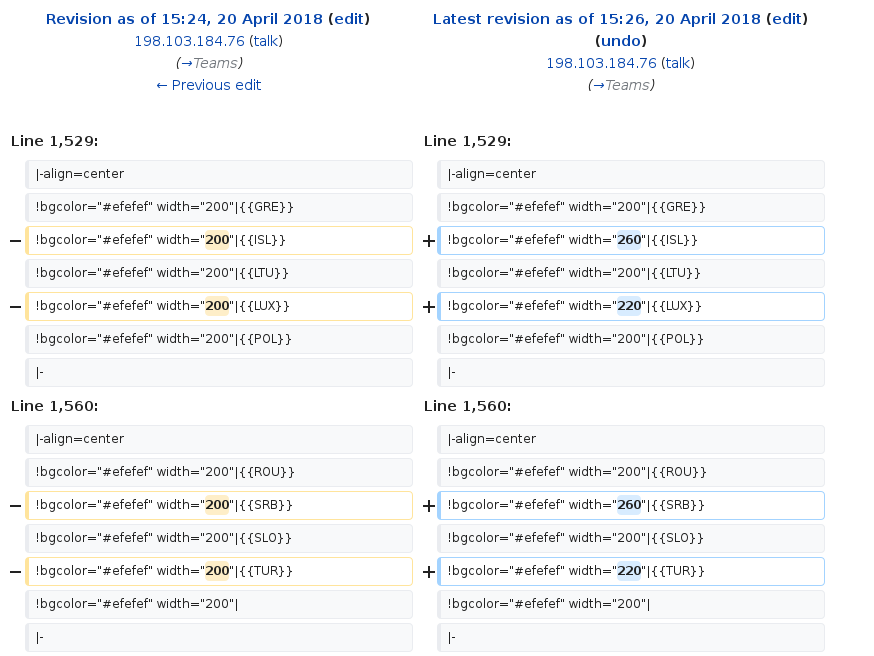 Revision as of 15:24, 20 April 2018 (edit)
198.103.184.76 (talk)
(→Teams)
← Previous edit
Latest revision as of 15:26, 20 April 2018 (edit)
(undo)
198.103.184.76 (talk)
(→Teams)
Line 1,529:
Line 1,529:
|-align=center
|-align=center
!bgcolor="#efefef" width="200"|{{GRE}}
!bgcolor="#efefef" width="200"|{{GRE}}
− !bgcolor="#efefef" width="200"|{{ISL}}
+ !bgcolor="#efefef" width="260"|{{ISL}}
!bgcolor="#efefef" width="200"|{{LTU}}
!bgcolor="#efefef" width="200"|{{LTU}}
− !bgcolor="#efefef" width="200"|{{LUX}}
+ !bgcolor="#efefef" width="220"|{{LUX}}
!bgcolor="#efefef" width="200"|{{POL}}
!bgcolor="#efefef" width="200"|{{POL}}
|-
|-
Line 1,560:
Line 1,560:
|-align=center
|-align=center
!bgcolor="#efefef" width="200"|{{ROU}}
!bgcolor="#efefef" width="200"|{{ROU}}
− !bgcolor="#efefef" width="200"|{{SRB}}
+ !bgcolor="#efefef" width="260"|{{SRB}}
!bgcolor="#efefef" width="200"|{{SLO}}
!bgcolor="#efefef" width="200"|{{SLO}}
− !bgcolor="#efefef" width="200"|{{TUR}}
+ !bgcolor="#efefef" width="220"|{{TUR}}
!bgcolor="#efefef" width="200"|
!bgcolor="#efefef" width="200"|
|-
|-